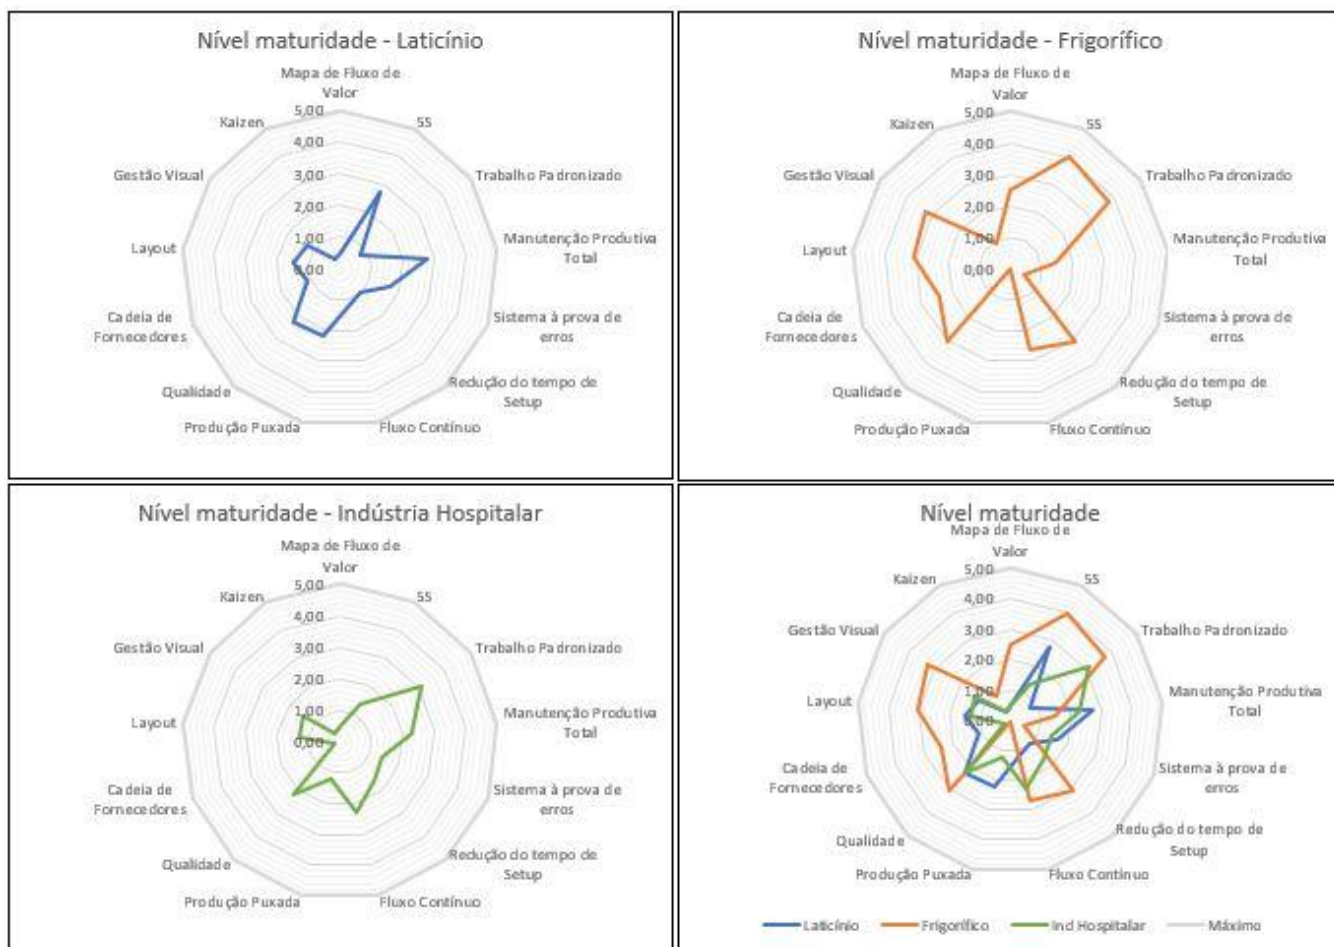 Nível maturidade - Laticínio
Mapa de Fluxo de
Valor
5S
Trabalho Padronizado
Manutenção Produtiva
Total
Sistema à prova de
erros
Redução do tempo de
Setup
Fluxo Contínuo
Produção Puxada
Qualidade
Cadeia de
Fornecedores
Layout
Gestão Visual
Kaizen
5,00
4,00
3,00
2,00
1,00
0,00
Nível maturidade - Frigorífico
Mapa de Fluxo de
Valor
5S
Trabalho Padronizado
Manutenção Produtiva
Total
Sistema à prova de
erros
Redução do tempo de
Setup
Fluxo Contínuo
Produção Puxada
Qualidade
Cadeia de
Fornecedores
Layout
Gestão Visual
Kaizen
5,00
4,00
3,00
2,00
1,00
0,00
Nível maturidade - Indústria Hospitalar
Mapa de Fluxo de
Valor
5S
Trabalho Padronizado
Manutenção Produtiva
Total
Sistema à prova de
erros
Redução do tempo de
Setup
Fluxo Contínuo
Produção Puxada
Qualidade
Cadeia de
Fornecedores
Layout
Gestão Visual
Kaizen
5,00
4,00
3,00
2,00
1,00
0,00
Nível maturidade
Mapa de Fluxo de
Valor
5S
Trabalho Padronizado
Manutenção Produtiva
Total
Sistema à prova de
erros
Redução do tempo de
Setup
Fluxo Contínuo
Produção Puxada
Qualidade
Cadeia de
Fornecedores
Layout
Gestão Visual
Kaizen
5,00
4,00
3,00
2,00
1,00
0,00
Laticínio Frigorífico Ind Hospitalar Máximo